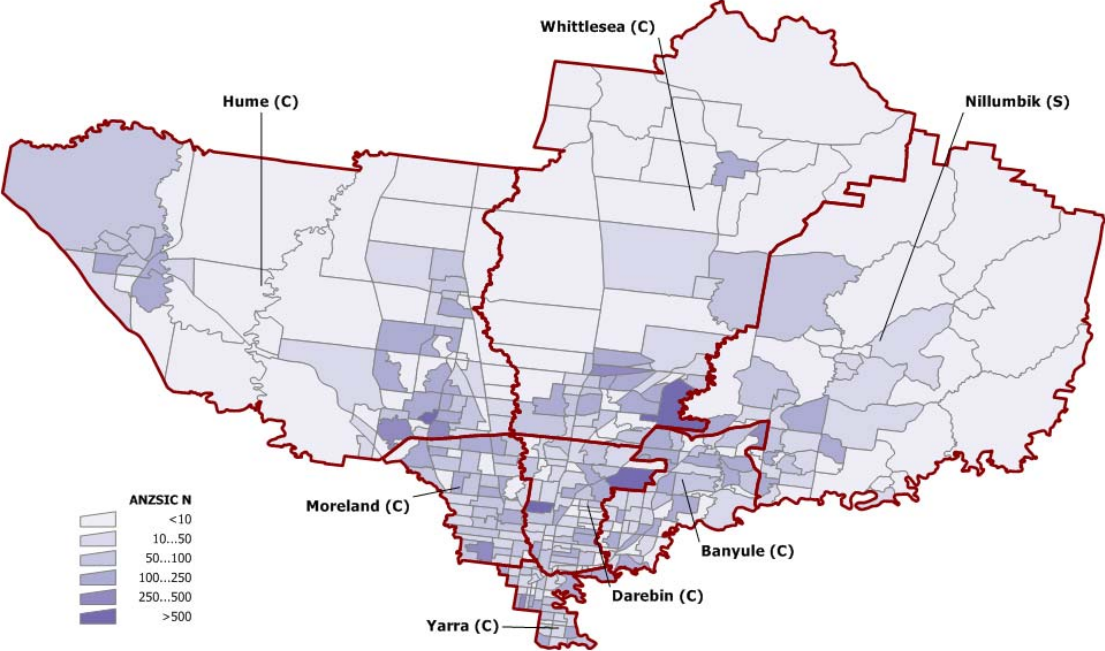 Whittlesea (C)
Hume (C)
Nillumbik (S)
ANZSIC N
<10
10...50
50...100
100...250
250...500
>500
Moreland (C)
Banyule (C)
Darebin (C)
Yarra (C)